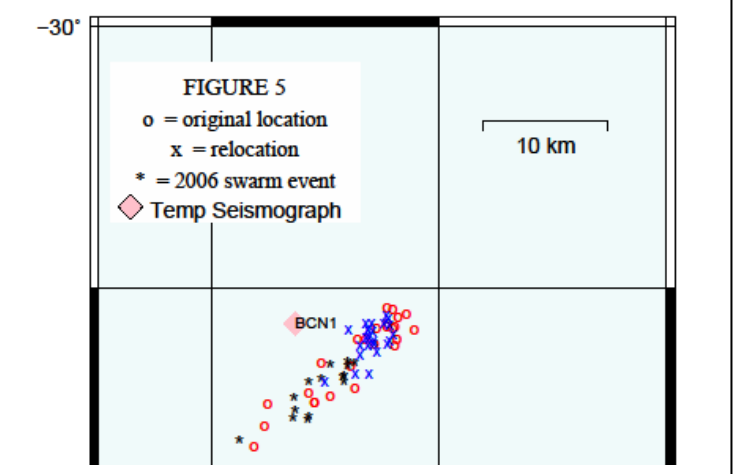 −30°
FIGURE 5
o = original location
x = relocation
* = 2006 swarm event
Temp Seismograph
10 km
BCN1